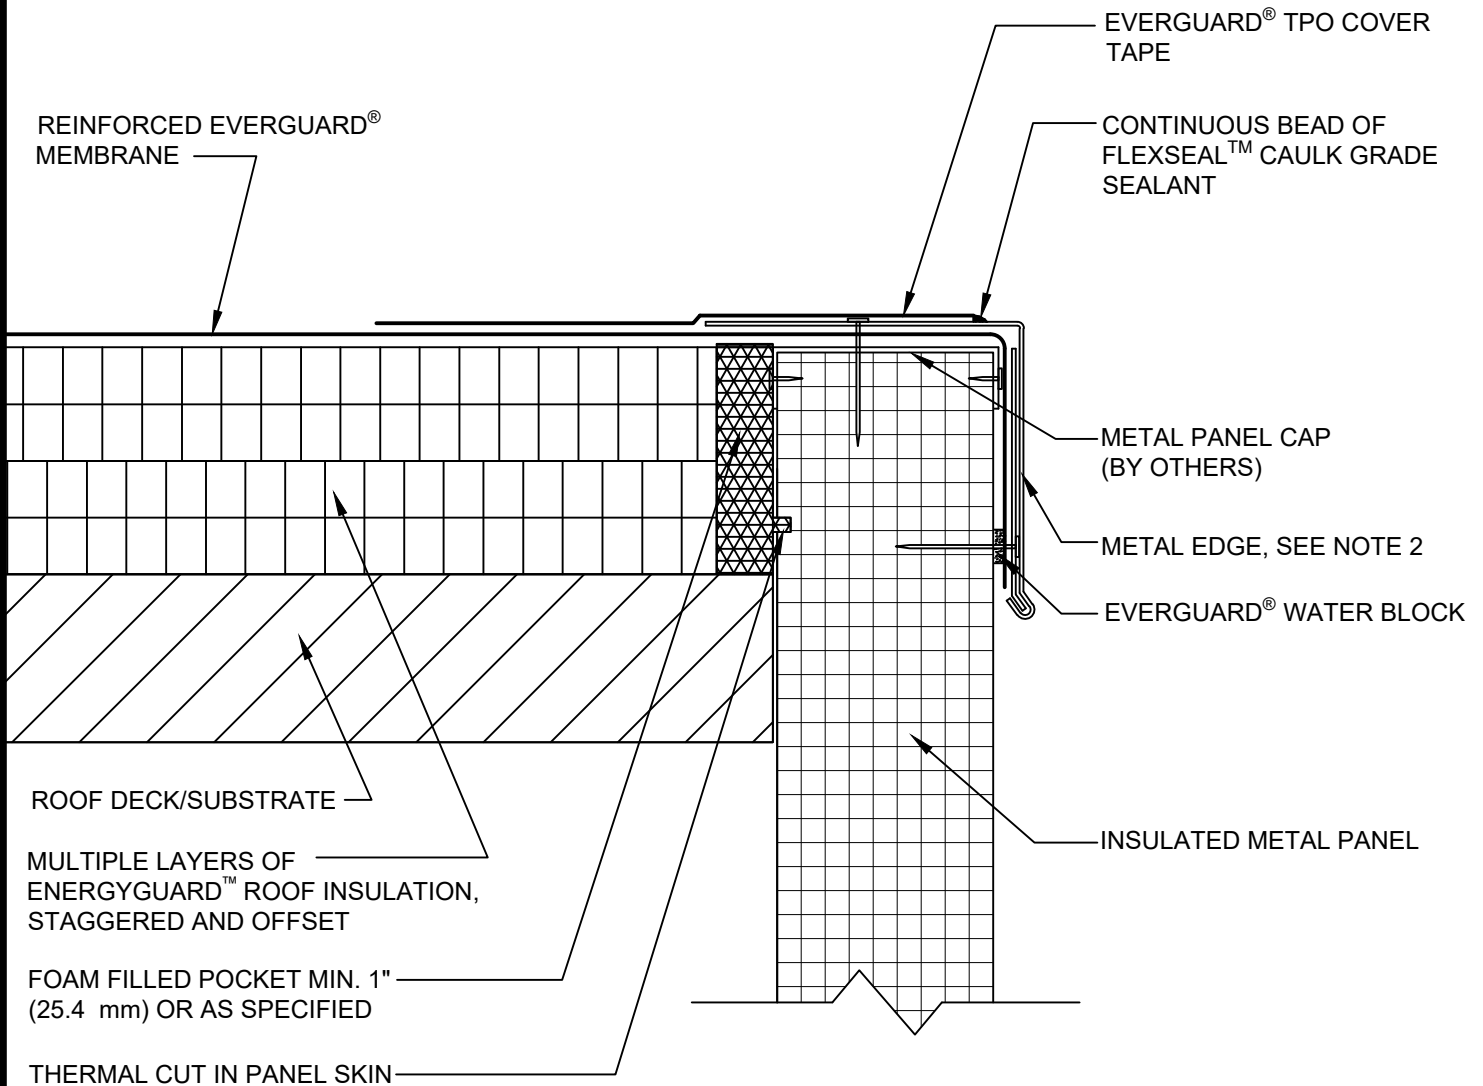 EVERGUARD® TPO COVER
TAPE
REINFORCED EVERGUARD®
MEMBRANE
CONTINUOUS BEAD OF
FLEXSEAL™ CAULK GRADE
SEALANT
METAL PANEL CAP
(BY OTHERS)
METAL EDGE, SEE NOTE 2
EVERGUARD® WATER BLOCK
ROOF DECK/SUBSTRATE
INSULATED METAL PANEL
MULTIPLE LAYERS OF
ENERGYGUARD™ ROOF INSULATION,
STAGGERED AND OFFSET
FOAM FILLED POCKET MIN. 1"
(25.4 mm) OR AS SPECIFIED
THERMAL CUT IN PANEL SKIN